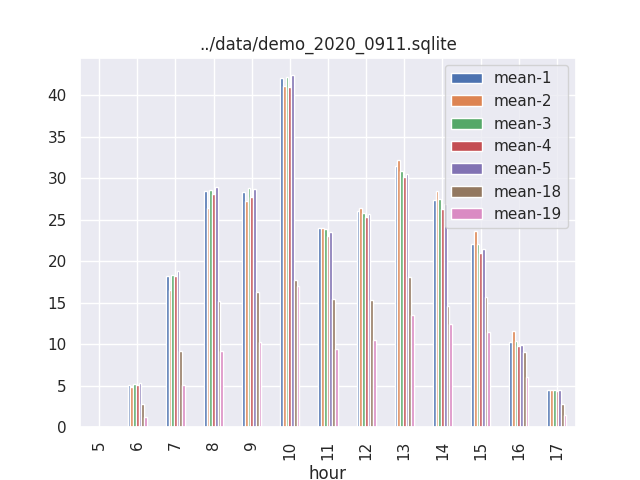 ../data/demo_2020_0911.sqlite
mean-1
mean-2
mean-3
mean-4
mean-5
mean-18
mean-19
40
35
30
25
20
15
10
5
0
5 6 7 8 9 10 11 12 13 14 15 16 17
hour